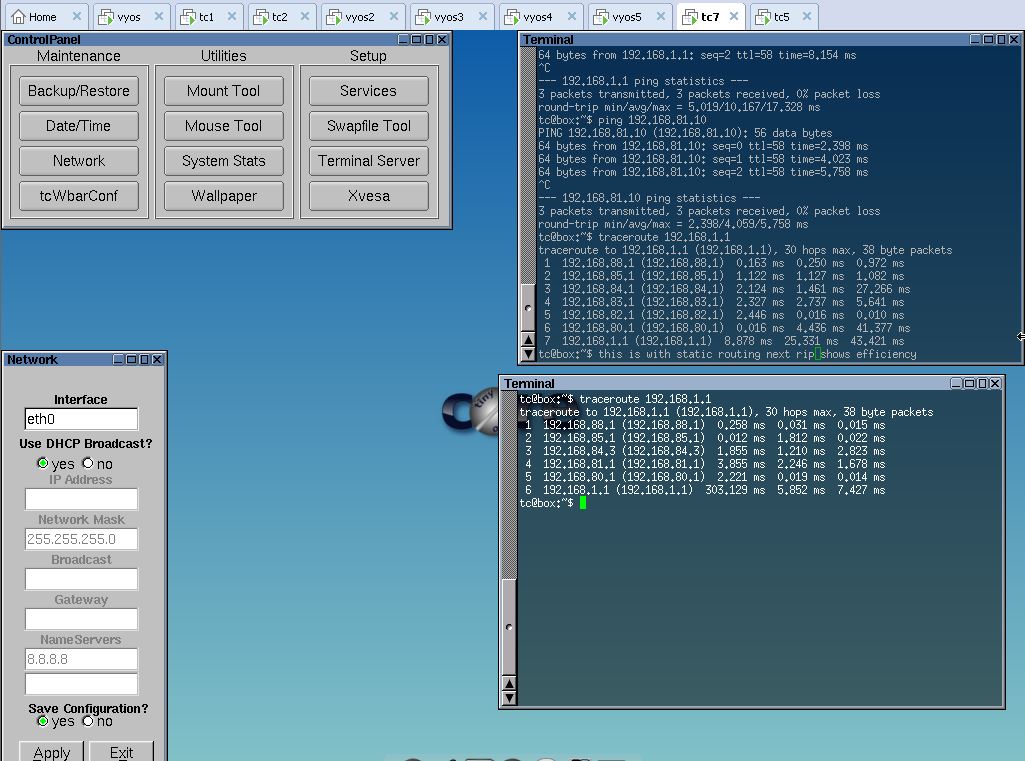 Home
vyos
tc1
tc2
vyos2
vyos3
vyos4
vyos5
tc7
tc5
ControlPanel
Maintenance
Utilities
Setup
Backup/Restore
Mount Tool
Services
Date/Time
Mouse Tool
Swapfile Tool
Network
System Stats
Terminal Server
tcWbarConf
Wallpaper
Xvesa
Terminal
64 bytes from 192.168.1.1: seq=2 ttl=58 time=8.154 ms
^C
--- 192.168.1.1 ping statistics ---
3 packets transmitted, 3 packets received, 0% packet loss
round-trip min/avg/max = 5.019/10.167/17.328 ms
tc@box:~$ ping 192.168.81.10
PING 192.168.81.10 (192.168.81.10): 56 data bytes
64 bytes from 192.168.81.10: seq=0 ttl=58 time=2.398 ms
64 bytes from 192.168.81.10: seq=1 ttl=58 time=4.023 ms
64 bytes from 192.168.81.10: seq=2 ttl=58 time=5.758 ms
^C
--- 192.168.81.10 ping statistics ---
3 packets transmitted, 3 packets received, 0% packet loss
round-trip min/avg/max = 2.398/4.059/5.758 ms
tc@box:~$ traceroute 192.168.1.1
traceroute to 192.168.1.1 (192.168.1.1), 30 hops max, 38 byte packets
1 192.168.88.1 (192.168.88.1) 0.163 ms 0.250 ms 0.972 ms
2 192.168.85.1 (192.168.85.1) 1.122 ms 1.127 ms 1.082 ms
3 192.168.84.1 (192.168.84.1) 2.124 ms 1.461 ms 27.266 ms
4 192.168.83.1 (192.168.83.1) 2.327 ms 2.737 ms 5.641 ms
5 192.168.82.1 (192.168.82.1) 2.446 ms 0.016 ms 0.010 ms
6 192.168.80.1 (192.168.80.1) 0.016 ms 4.436 ms 41.377 ms
7 192.168.1.1 (192.168.1.1) 8.878 ms 25.331 ms 43.421 ms
tc@box:~$ this is with static routing next rip shows efficiency
Network
Interface
eth0
Use DHCP Broadcast?
yes no
IP Address
Network Mask
255.255.255.0
Broadcast
Gateway
NameServers
8.8.8.8
Save Configuration?
yes no
Apply Exit
tiny
Terminal
tc@box:~$ traceroute 192.168.1.1
traceroute to 192.168.1.1 (192.168.1.1), 30 hops max, 38 byte packets
1 192.168.88.1 (192.168.88.1) 0.258 ms 0.031 ms 0.015 ms
2 192.168.85.1 (192.168.85.1) 0.012 ms 1.812 ms 0.022 ms
3 192.168.84.3 (192.168.84.3) 1.855 ms 1.210 ms 2.823 ms
4 192.168.81.1 (192.168.81.1) 3.855 ms 2.246 ms 1.678 ms
5 192.168.80.1 (192.168.80.1) 2.221 ms 0.019 ms 0.014 ms
6 192.168.1.1 (192.168.1.1) 303.129 ms 5.852 ms 7.427 ms
tc@box:~$